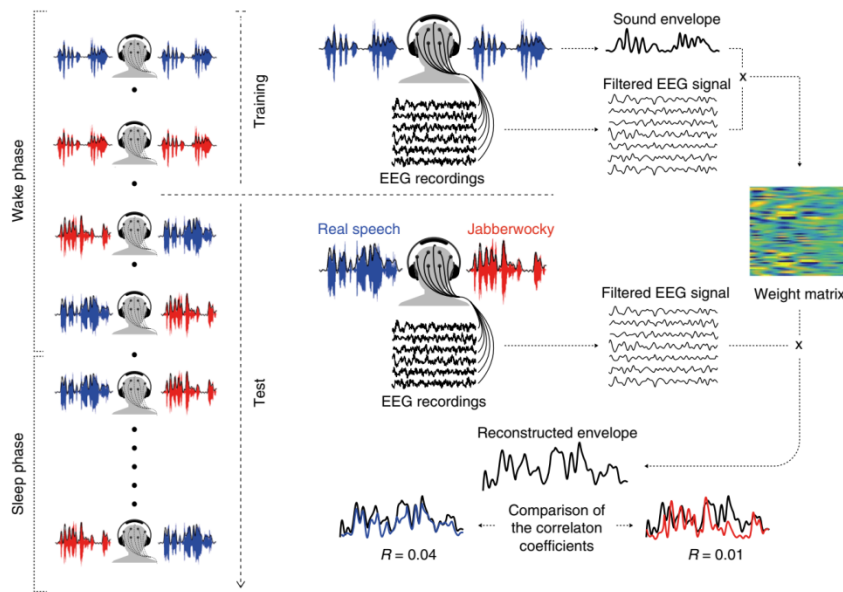 Wake phase
Sleep phase
Training
Test
Sound envelope
x
Filtered EEG signal
EEG recordings
Real speech
Jabberwocky
Weight matrix
Filtered EEG signal
x
EEG recordings
Reconstructed envelope
Comparison of
the correlaton
coefficients
R = 0.04
R = 0.01